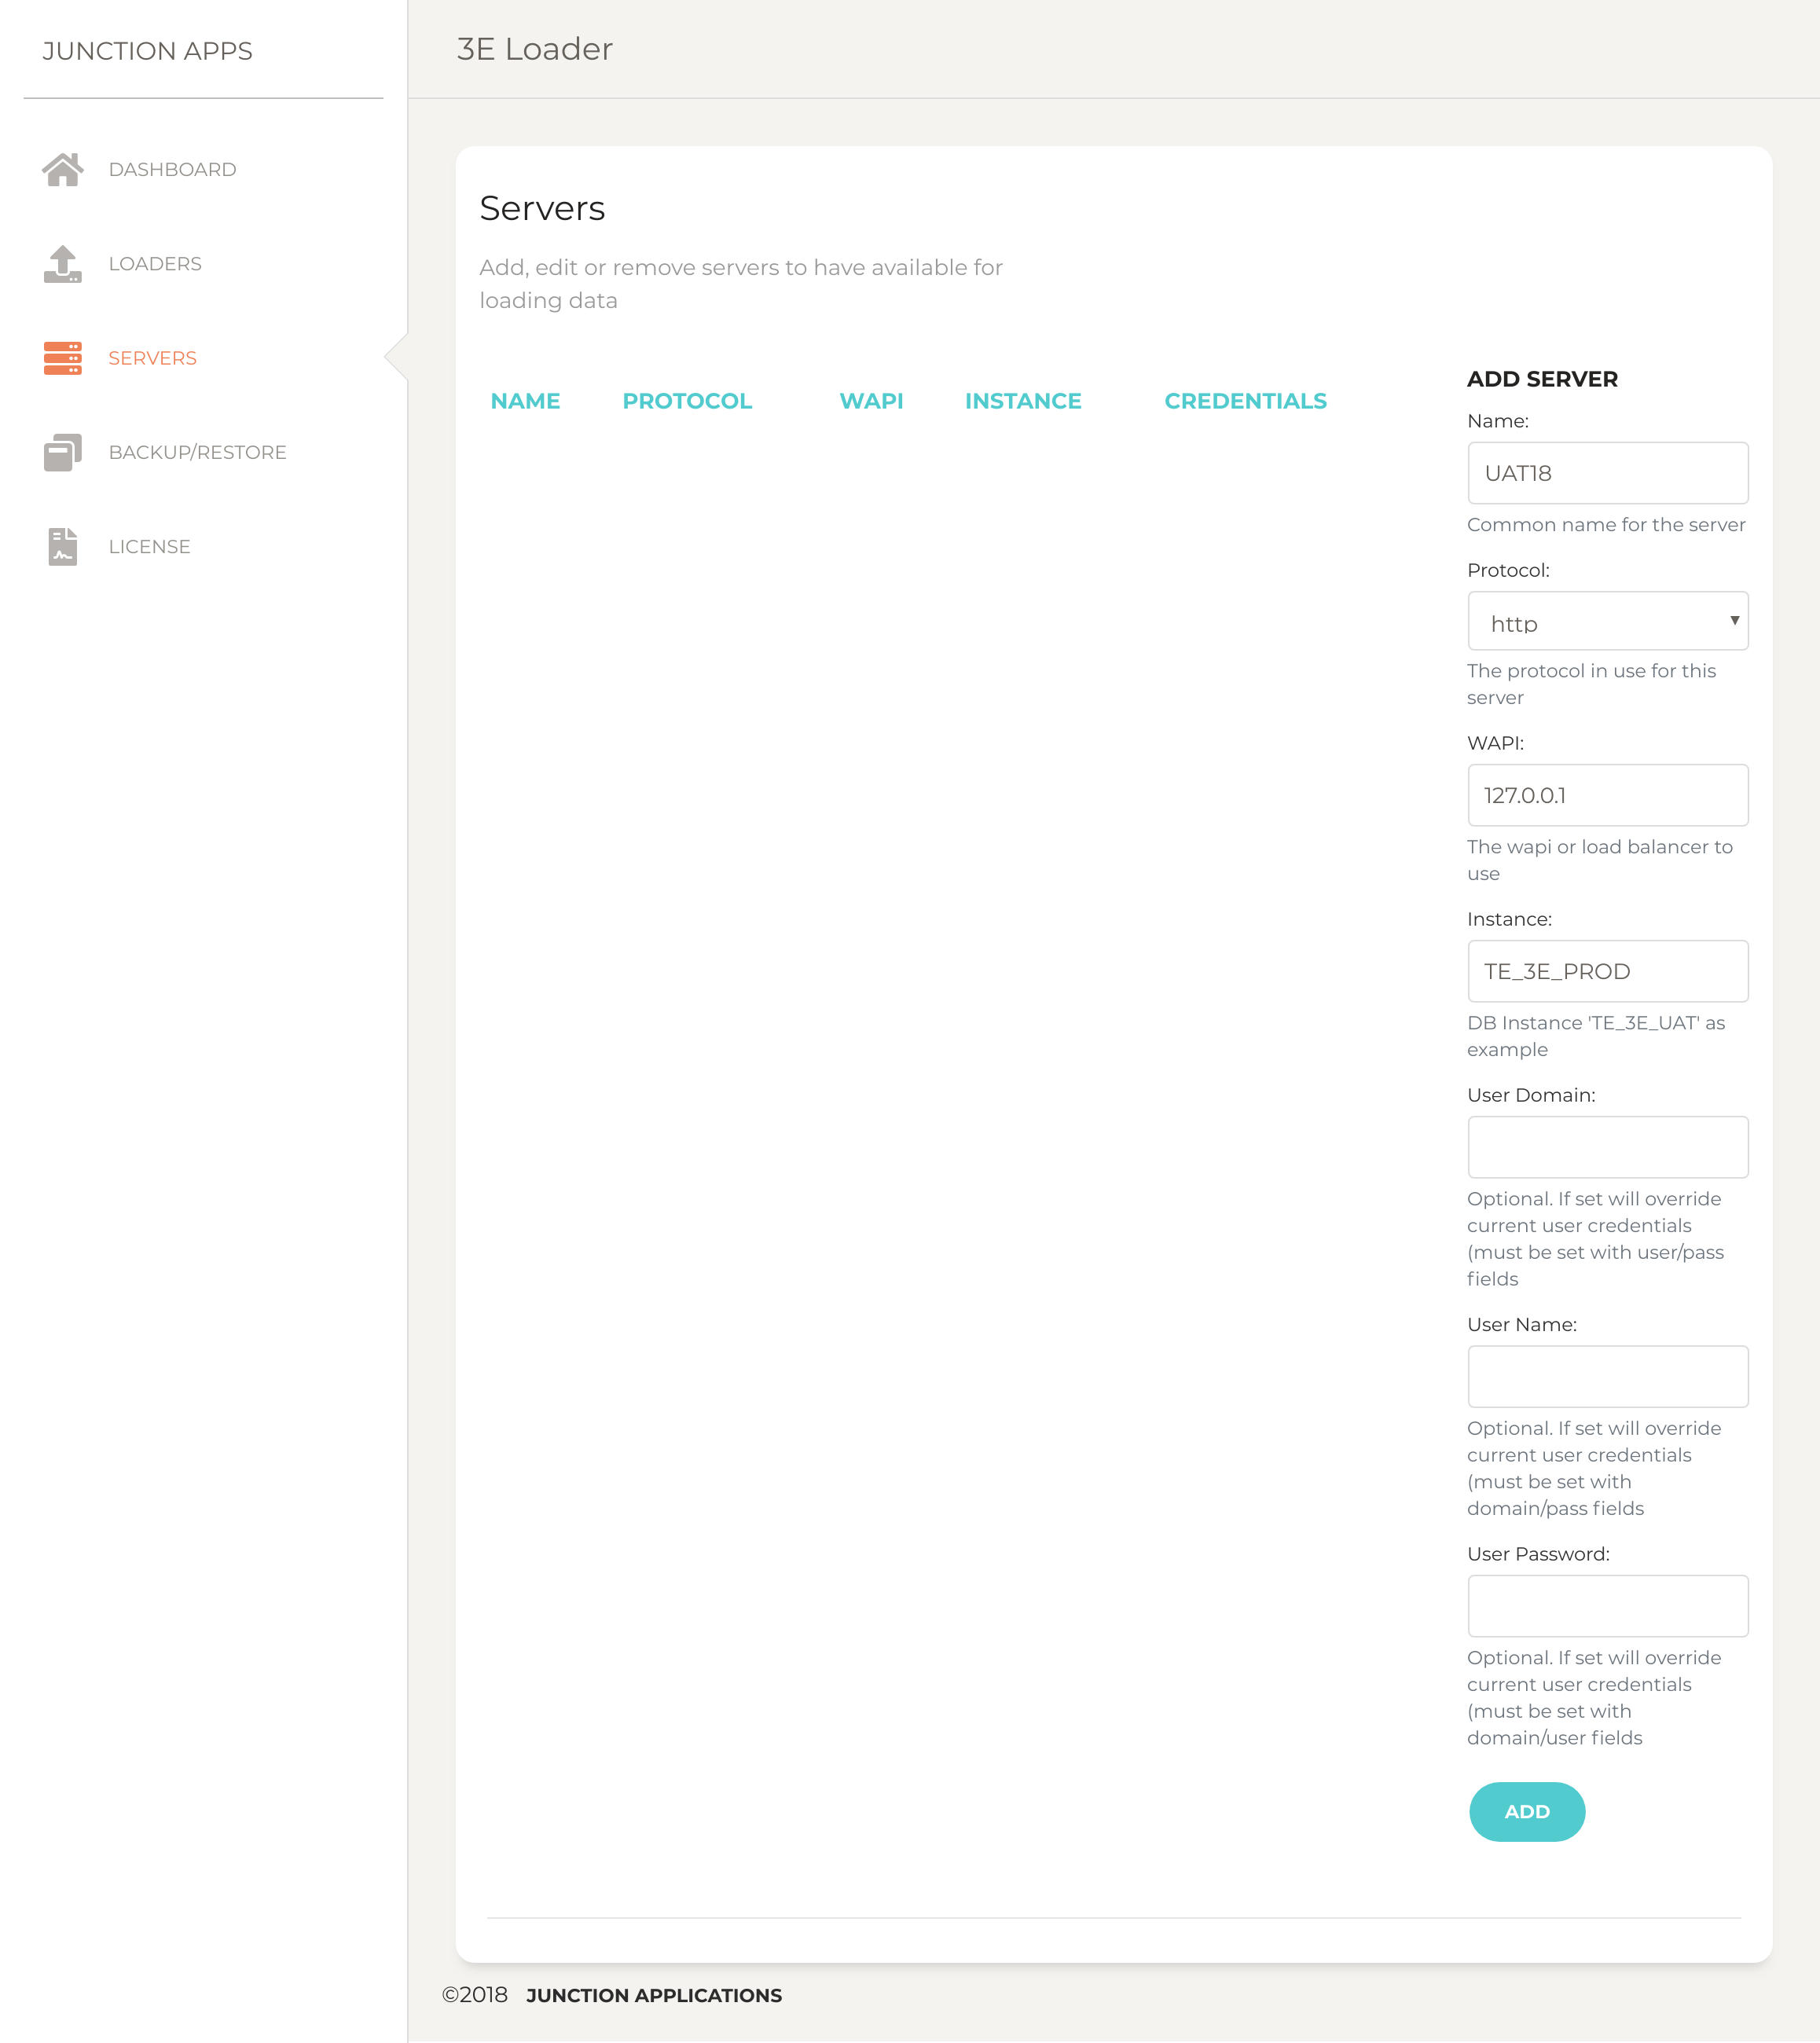 JUNCTION APPS
DASHBOARD
LOADERS
SERVERS
BACKUP/RESTORE
LICENSE
3E Loader
Servers
Add, edit or remove servers to have available for
loading data
NAME PROTOCOL WAPI INSTANCE CREDENTIALS
ADD SERVER
Name:
UAT18
Common name for the server
Protocol:
http
The protocol in use for this
server
WAPI:
127.0.0.1
The wapi or load balancer to
use
Instance:
TE_3E_PROD
DB Instance 'TE_3E_UAT' as
example
User Domain:
Optional. If set will override
current user credentials
(must be set with user/pass
fields
User Name:
Optional. If set will override
current user credentials
(must be set with
domain/pass fields
User Password:
Optional. If set will override
current user credentials
(must be set with
domain/user fields
ADD
©2018 JUNCTION APPLICATIONS